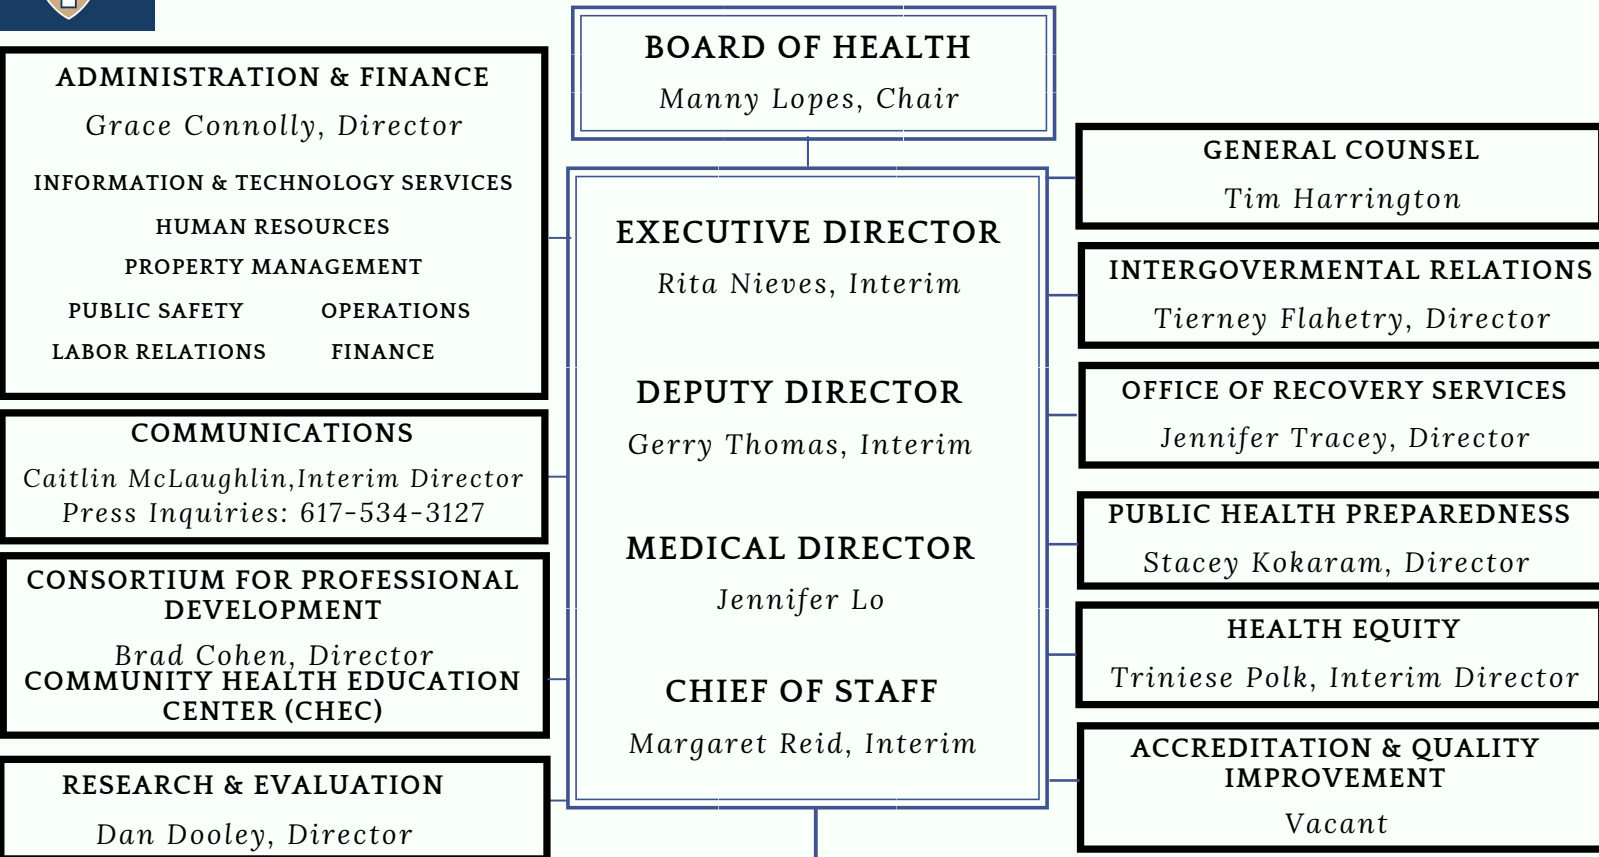 BOARD OF HEALTH
Manny Lopes, Chair
ADMINISTRATION & FINANCE
Grace Connolly, Director
INFORMATION & TECHNOLOGY SERVICES
HUMAN RESOURCES
PROPERTY MANAGEMENT
PUBLIC SAFETY OPERATIONS
LABOR RELATIONS FINANCE
COMMUNICATIONS
Caitlin McLaughlin,Interim Director
Press Inquiries: 617-534-3127
CONSORTIUM FOR PROFESSIONAL
DEVELOPMENT
Brad Cohen, Director
COMMUNITY HEALTH EDUCATION
CENTER (CHEC)
RESEARCH & EVALUATION
Dan Dooley, Director
EXECUTIVE DIRECTOR
Rita Nieves, Interim
DEPUTY DIRECTOR
Gerry Thomas, Interim
MEDICAL DIRECTOR
Jennifer Lo
CHIEF OF STAFF
Margaret Reid, Interim
GENERAL COUNSEL
Tim Harrington
INTERGOVERMENTAL RELATIONS
Tierney Flahetry, Director
OFFICE OF RECOVERY SERVICES
Jennifer Tracey, Director
PUBLIC HEALTH PREPAREDNESS
Stacey Kokaram, Director
HEALTH EQUITY
Triniese Polk, Interim Director
ACCREDITATION & QUALITY
IMPROVEMENT
Vacant